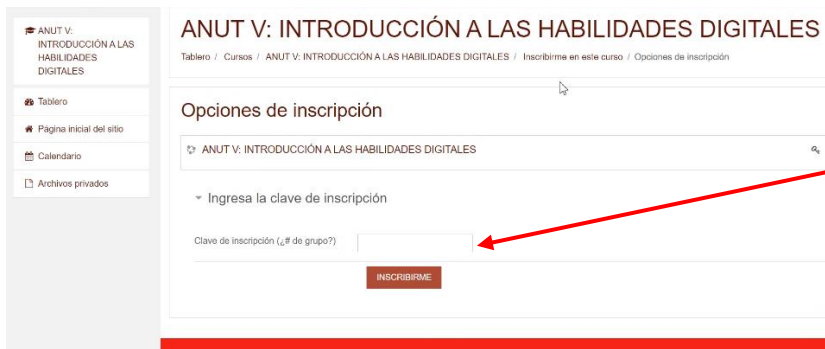 ANUT V:
INTRODUCCIÓN A LAS
HABILIDADES
DIGITALES
Tablero
Página inicial del sitio
Calendario
Archivos privados
ANUT V: INTRODUCCIÓN A LAS HABILIDADES DIGITALES
Tablero / Cursos / ANUT V: INTRODUCCIÓN A LAS HABILIDADES DIGITALES / Inscribirme en este curso / Opciones de inscripción
Opciones de inscripción
ANUT V: INTRODUCCIÓN A LAS HABILIDADES DIGITALES
Ingresa la clave de inscripción
Clave de inscripción (¿# de grupo?)
INSCRIBIRME